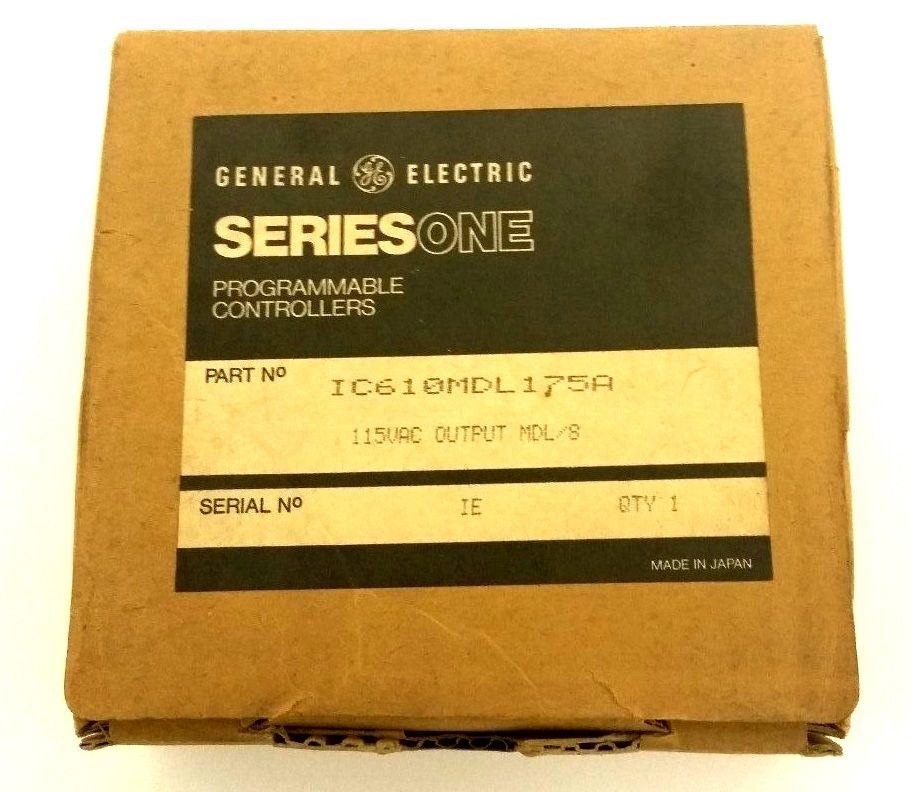 GENERAL GE ELECTRIC
SERIESONE
PROGRAMMABLE
CONTROLLERS
PART Nº IC610MDL175A
115VAC OUTPUT MDL/8
SERIAL Nº IE QTY 1
MADE IN JAPAN